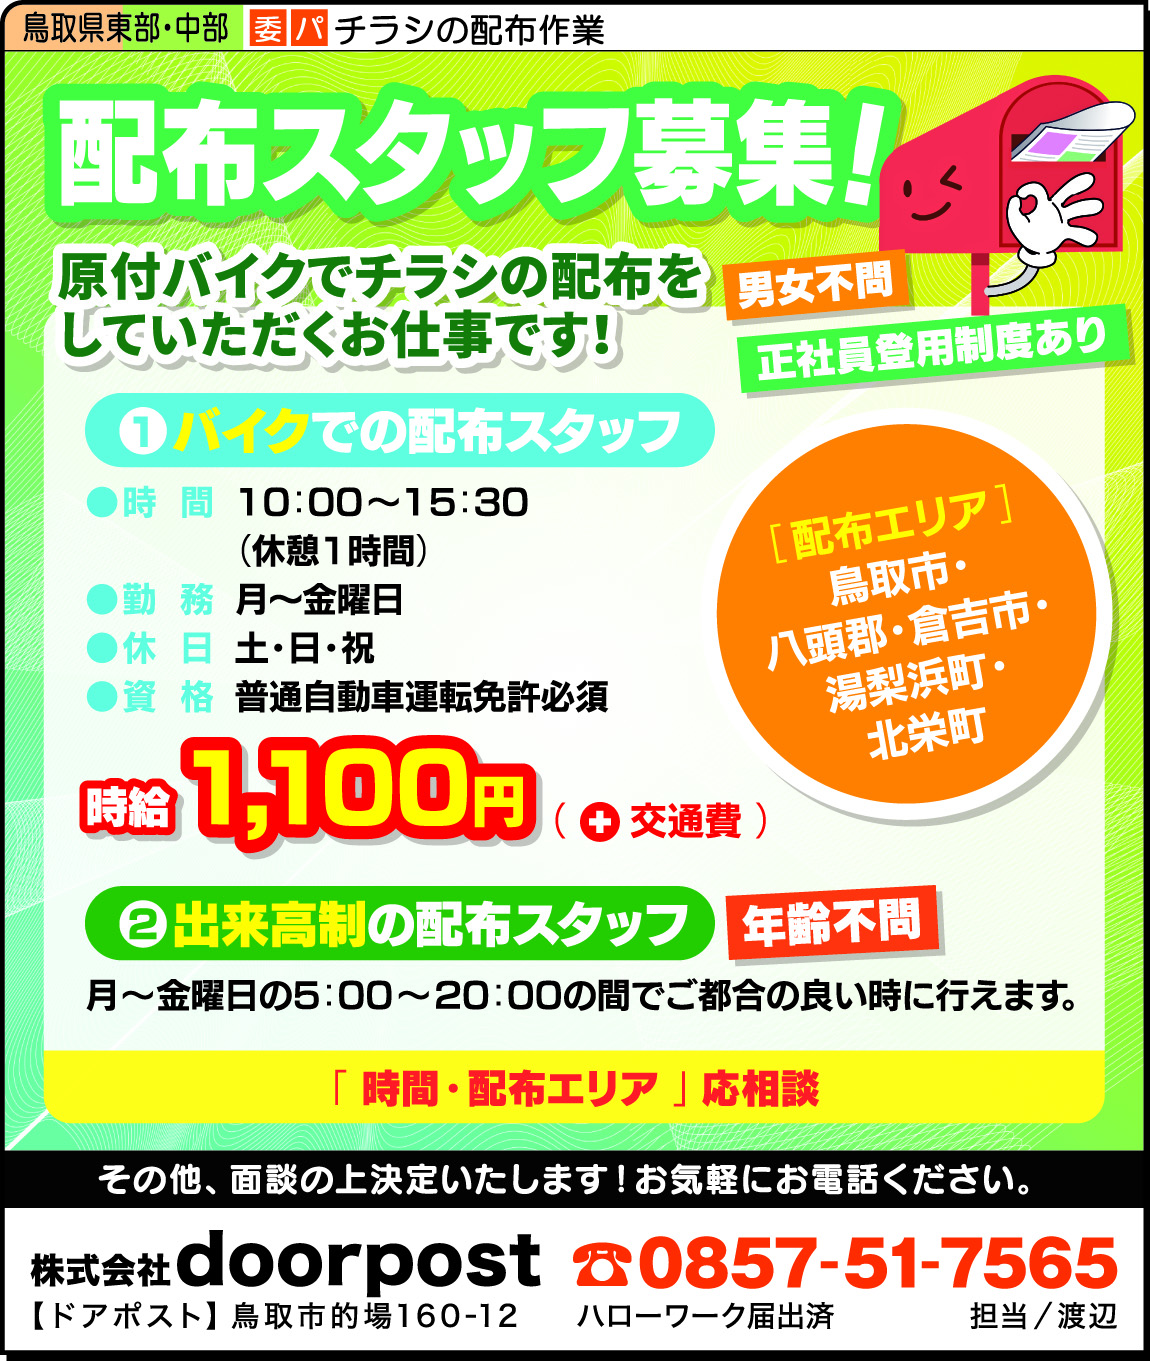 鳥取県東部・中部 委 パ チラシの配布作業
配布スタッフ募集!
原付バイクでチラシの配布を
していただくお仕事です!
男女不問
正社員登用制度あり
❶バイクでの配布スタッフ
●時間 10:00～15:30
(休憩1時間)
●勤務 月～金曜日
●休日 土・日・祝
●資格 普通自動車運転免許必須
[配布エリア]
鳥取市・
八頭郡・倉吉市・
湯梨浜町・
北栄町
時給1,100円(+交通費)
❷出来高制の配布スタッフ 年齢不問
月～金曜日の5:00～20:00の間でご都合の良い時に行えます。
「時間・配布エリア」応相談
その他、面談の上決定いたします!お気軽にお電話ください。
株式会社doorpost ☎0857-51-7565
【ドアポスト】鳥取市的場160-12 ハローワーク届出済 担当/渡辺